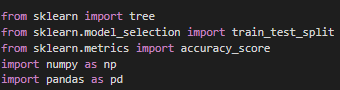 from sklearn import tree
from sklearn.model_selection import train_test_split
from sklearn.metrics import accuracy_score
import numpy as np
import pandas as pd